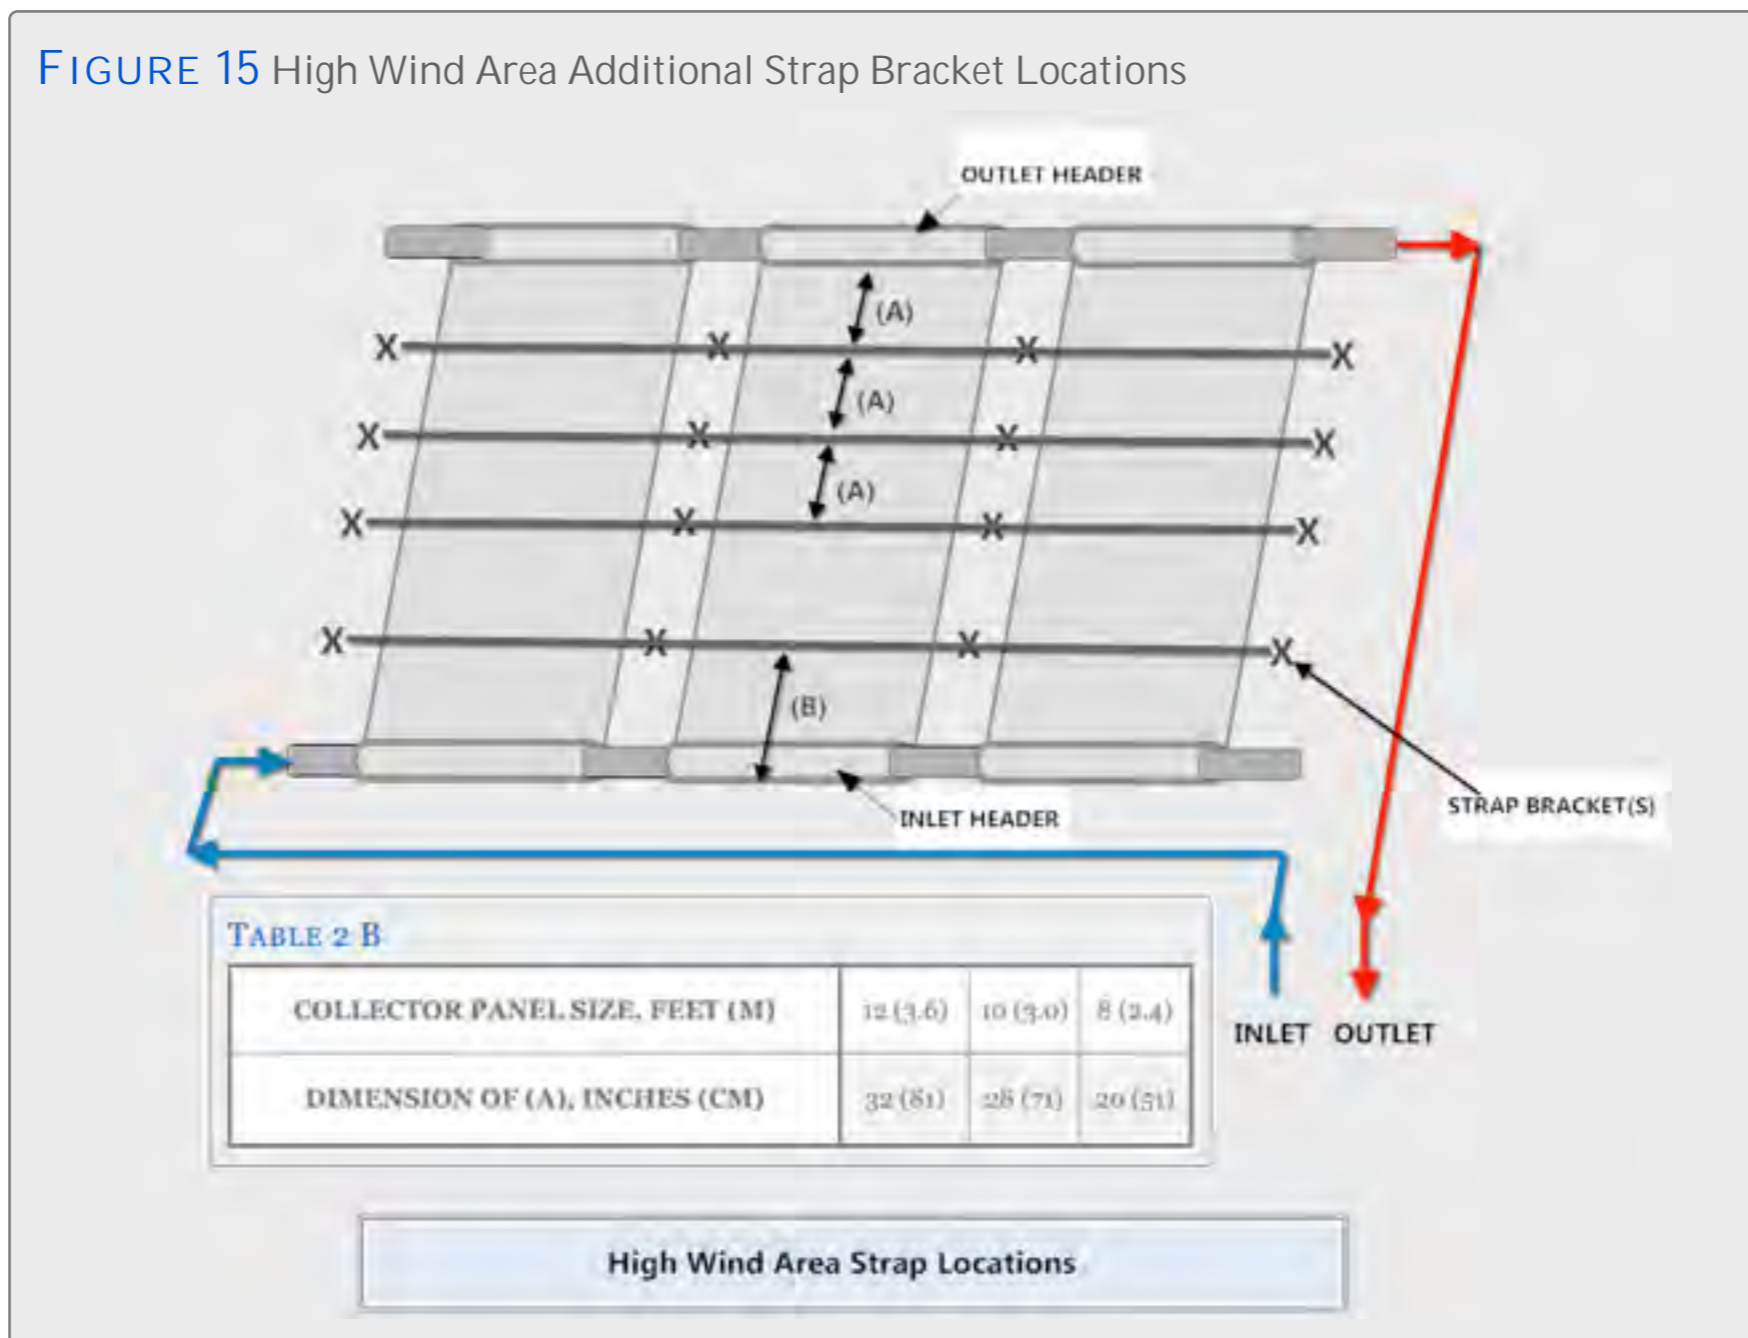 FIGURE 15 High Wind Area Additional Strap Bracket Locations
OUTLET HEADER
(A)
(A)
(A)
X X X X
X X X X
X X X X
X X X X
(B)
INLET HEADER
STRAP BRACKET(S)
TABLE 2 B
COLLECTOR PANEL SIZE, FEET (M) 12 (3.6) 10 (3.0) 8 (2.4)
DIMENSION OF (A), INCHES (CM) 32 (81) 28 (71) 20 (51)
INLET OUTLET
High Wind Area Strap Locations